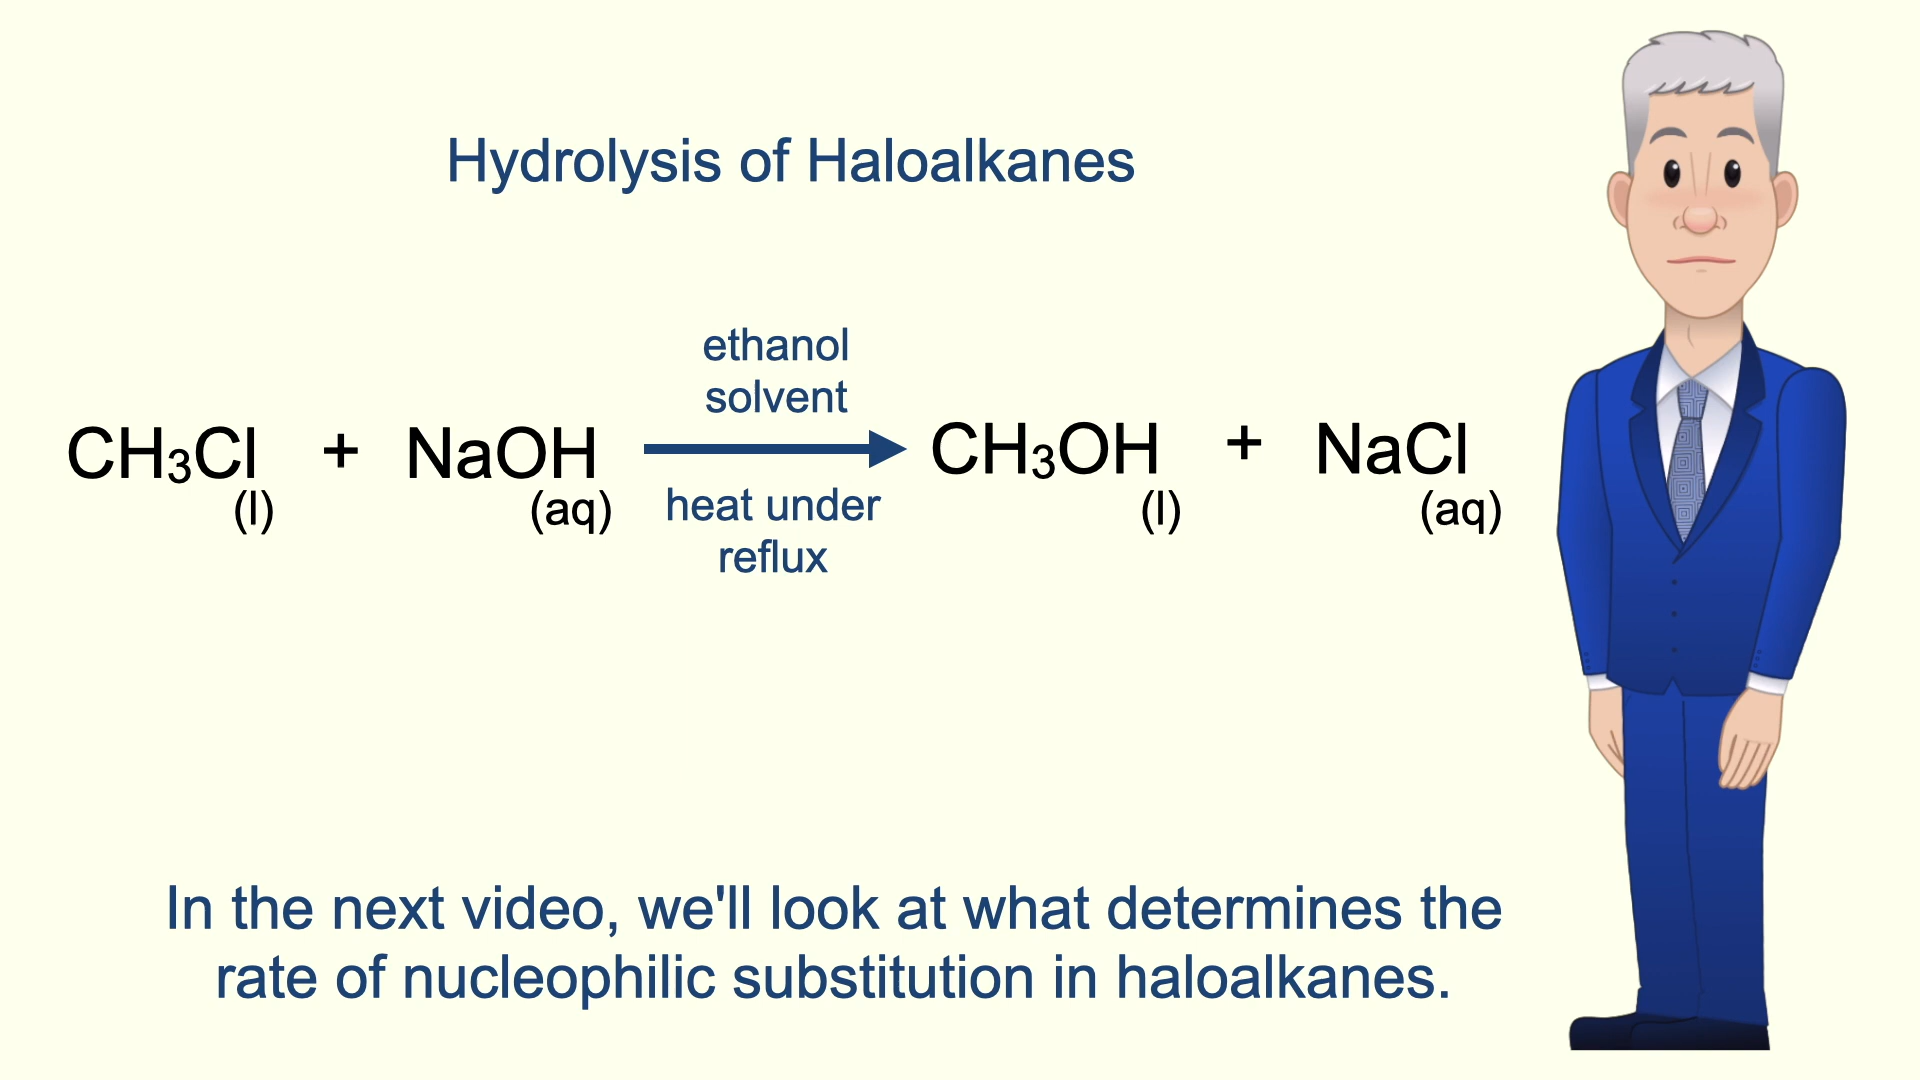 Hydrolysis of Haloalkanes
ethanol
solvent
CH₃Cl(l) + NaOH(aq) CH₃OH(l) + NaCl(aq)
heat under
reflux
In the next video, we'll look at what determines the
rate of nucleophilic substitution in haloalkanes.